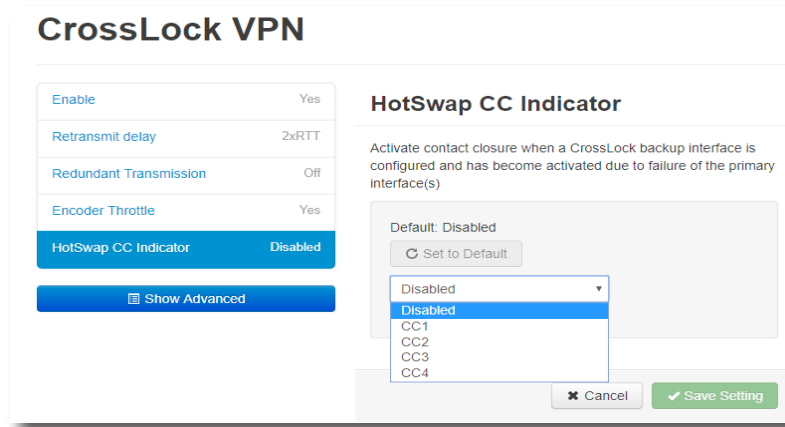 CrossLock VPN
Enable Yes
Retransmit delay 2xRTT
Redundant Transmission Off
Encoder Throttle Yes
HotSwap CC Indicator Disabled
Show Advanced
HotSwap CC Indicator
Activate contact closure when a CrossLock backup interface is
configured and has become activated due to failure of the primary
interface(s)
Default: Disabled
Set to Default
Disabled
Disabled
CC1
CC2
CC3
CC4
Cancel
Save Setting